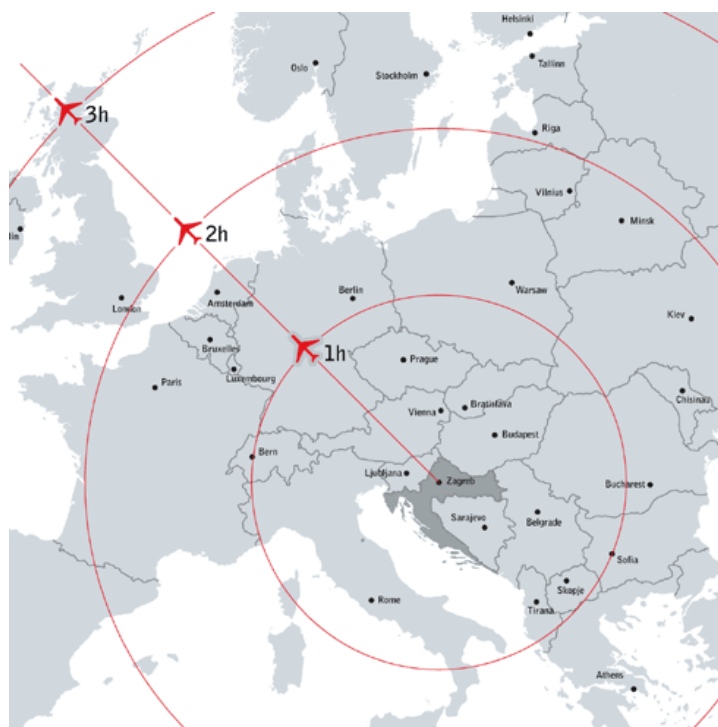 Helsinki
Oslo
Tallinn
Stockholm
3h
Riga
Vilnius
Minsk
2h
lin
Berlin
Warsaw
London
Amsterdam
Kiev
Bruxelles
1h
Prague
Luxembourg
Paris
Chisinau
Vienna
Bratislava
Budapest
Bern
Ljubljana
Zagreb
Bucharest
Sarajevo
Belgrade
Sofia
Skopje
Rome
Tirana
Athens